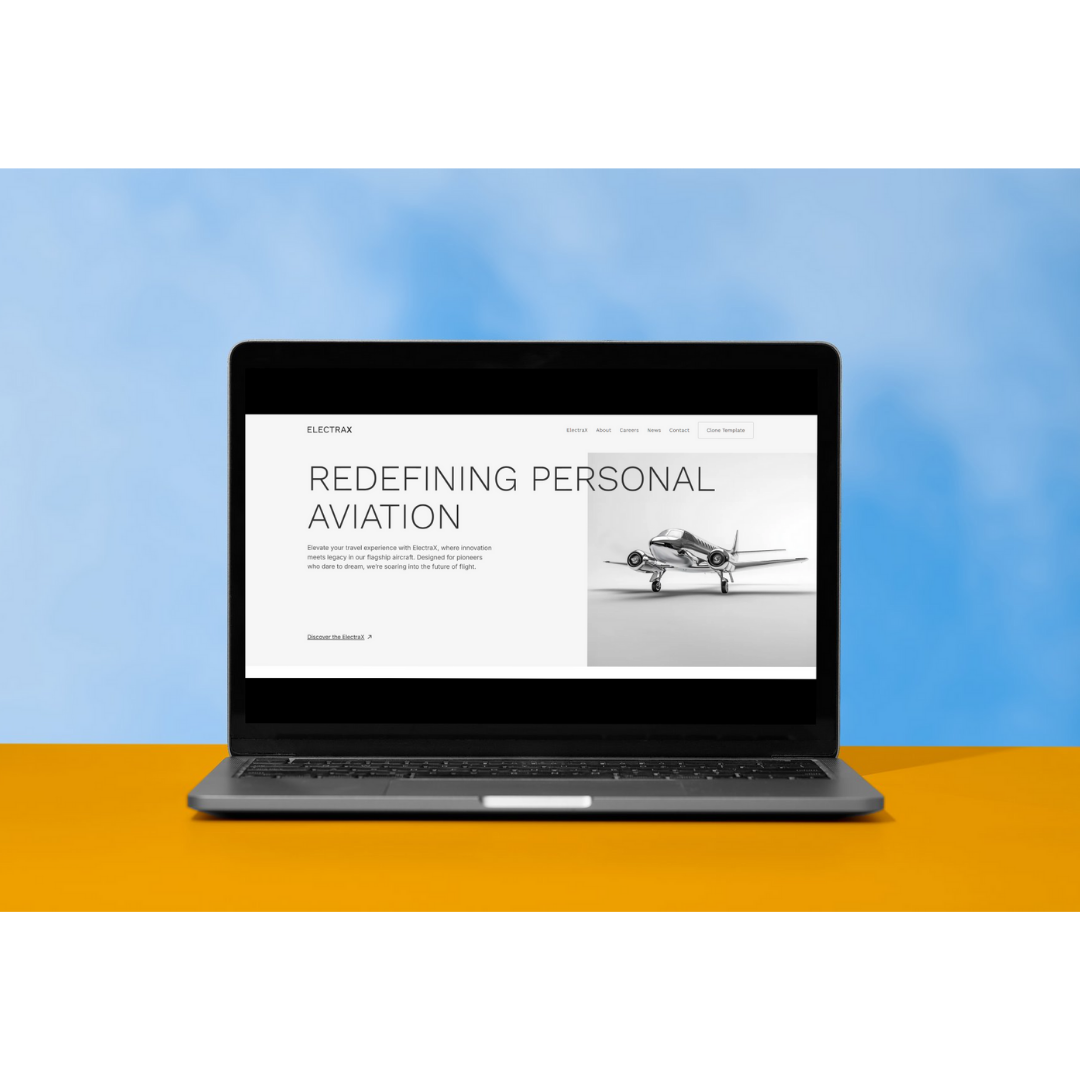 ELECTRAX
ElectraX About Careers News Contact Clone Template
REDEFINING PERSONAL
AVIATION
Elevate your travel experience with ElectraX, where innovation
meets legacy in our flagship aircraft. Designed for pioneers
who dare to dream, we're soaring into the future of flight.
Discover the ElectraX ↗